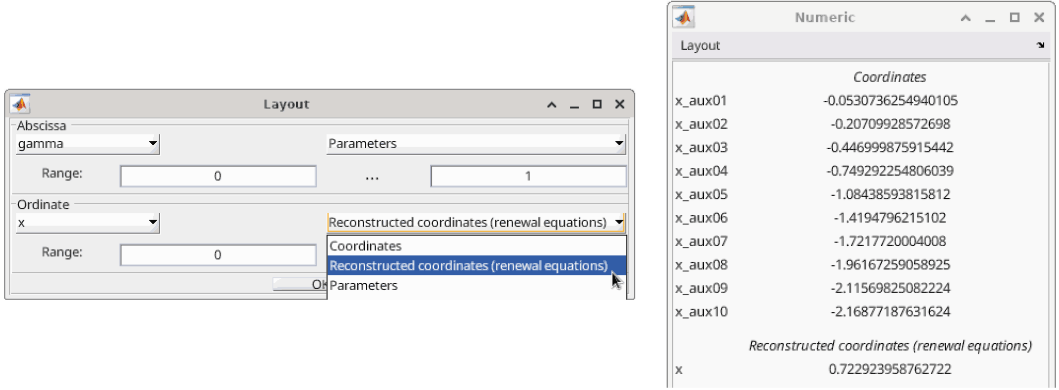 Layout
Abscissa
gamma Parameters
Range: 0 ... 1
Ordinate
x Reconstructed coordinates (renewal equations)
Range: 0
Coordinates
Reconstructed coordinates (renewal equations)
Parameters
Numeric
Layout
Coordinates
x_aux01 -0.0530736254940105
x_aux02 -0.20709928572698
x_aux03 -0.446999875915442
x_aux04 -0.749292254806039
x_aux05 -1.08438593815812
x_aux06 -1.4194796215102
x_aux07 -1.7217720004008
x_aux08 -1.96167259058925
x_aux09 -2.11569825082224
x_aux10 -2.16877187631624
Reconstructed coordinates (renewal equations)
x 0.722923958762722